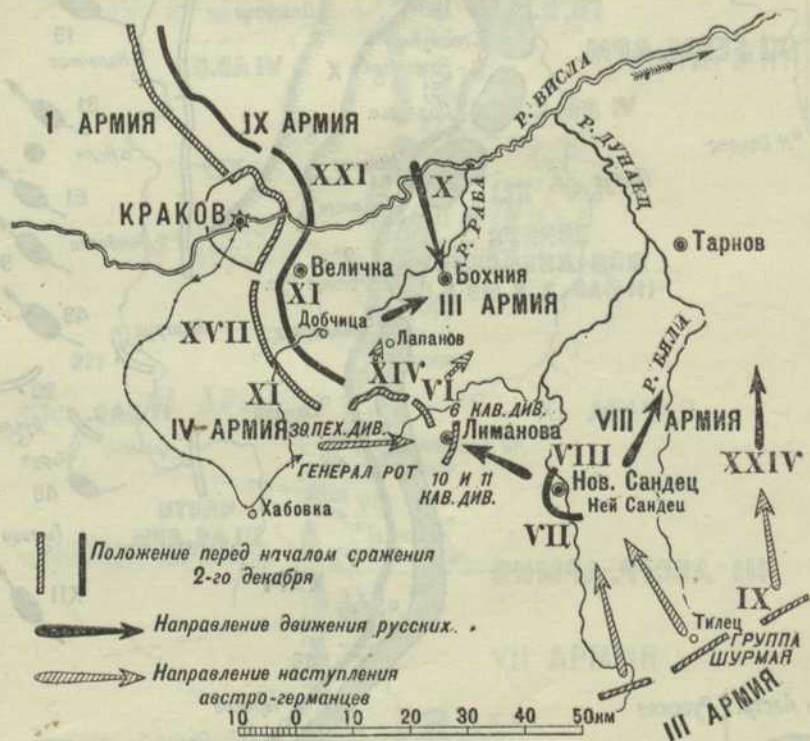 I АРМИЯ
IX АРМИЯ
XXI
КРАКОВ
Р. ВИСЛА
Р. ДУНАЕЦ
X
Р. РАБА
Тарнов
Величка
Бохния
XI
III АРМИЯ
Добчица
XVII
Лапанов
Р. БЯЛА
XIV
VI
XI
IV АРМИЯ
39.ПЕХ.ДИВ.
6 КАВ. ДИВ.
Лиманова
VIII АРМИЯ
ГЕНЕРАЛ РОТ
VIII
XXIV
10 И 11
КАВ. ДИВ.
Нов. Сандец
Ней Сандец
Хабовка
VII
Положение перед началом сражения
2-го декабря
Направление движения русских.
IX
Тилец
ГРУППА
ШУРМАЯ
Направление наступления
австро-германцев
III АРМИЯ
10 0 10 20 30 40 50км